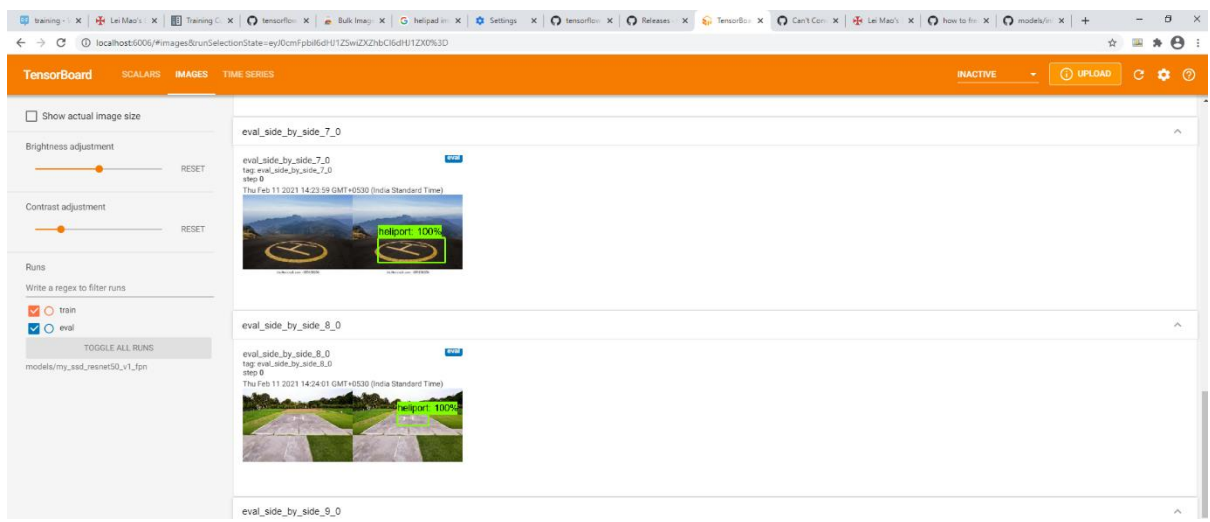 training -
Lei Mao's
Training C
tensorflow
Bulk Imag
helipad im
Settings
tensorflow
Releases
TensorBoa
Can't Con
Lei Mao's
how to fre
models/m
localhost:6006/#images&runSelectionState=eyJ0cmFpbiI6dHJ1ZSwiZXZhbCI6dHJ1ZX0%3D
TensorBoard SCALARS IMAGES TIME SERIES INACTIVE UPLOAD
Show actual image size
Brightness adjustment
RESET
Contrast adjustment
RESET
Runs
Write a regex to filter runs
train
eval
TOGGLE ALL RUNS
models/my_ssd_resnet50_v1_fpn
eval_side_by_side_7_0
eval_side_by_side_7_0 eval
tag: eval_side_by_side_7_0
step 0
Thu Feb 11 2021 14:23:59 GMT+0530 (India Standard Time)
heliport: 100%
H H
eval_side_by_side_8_0
eval_side_by_side_8_0 eval
tag: eval_side_by_side_8_0
step 0
Thu Feb 11 2021 14:24:01 GMT+0530 (India Standard Time)
heliport: 100%
eval_side_by_side_9_0